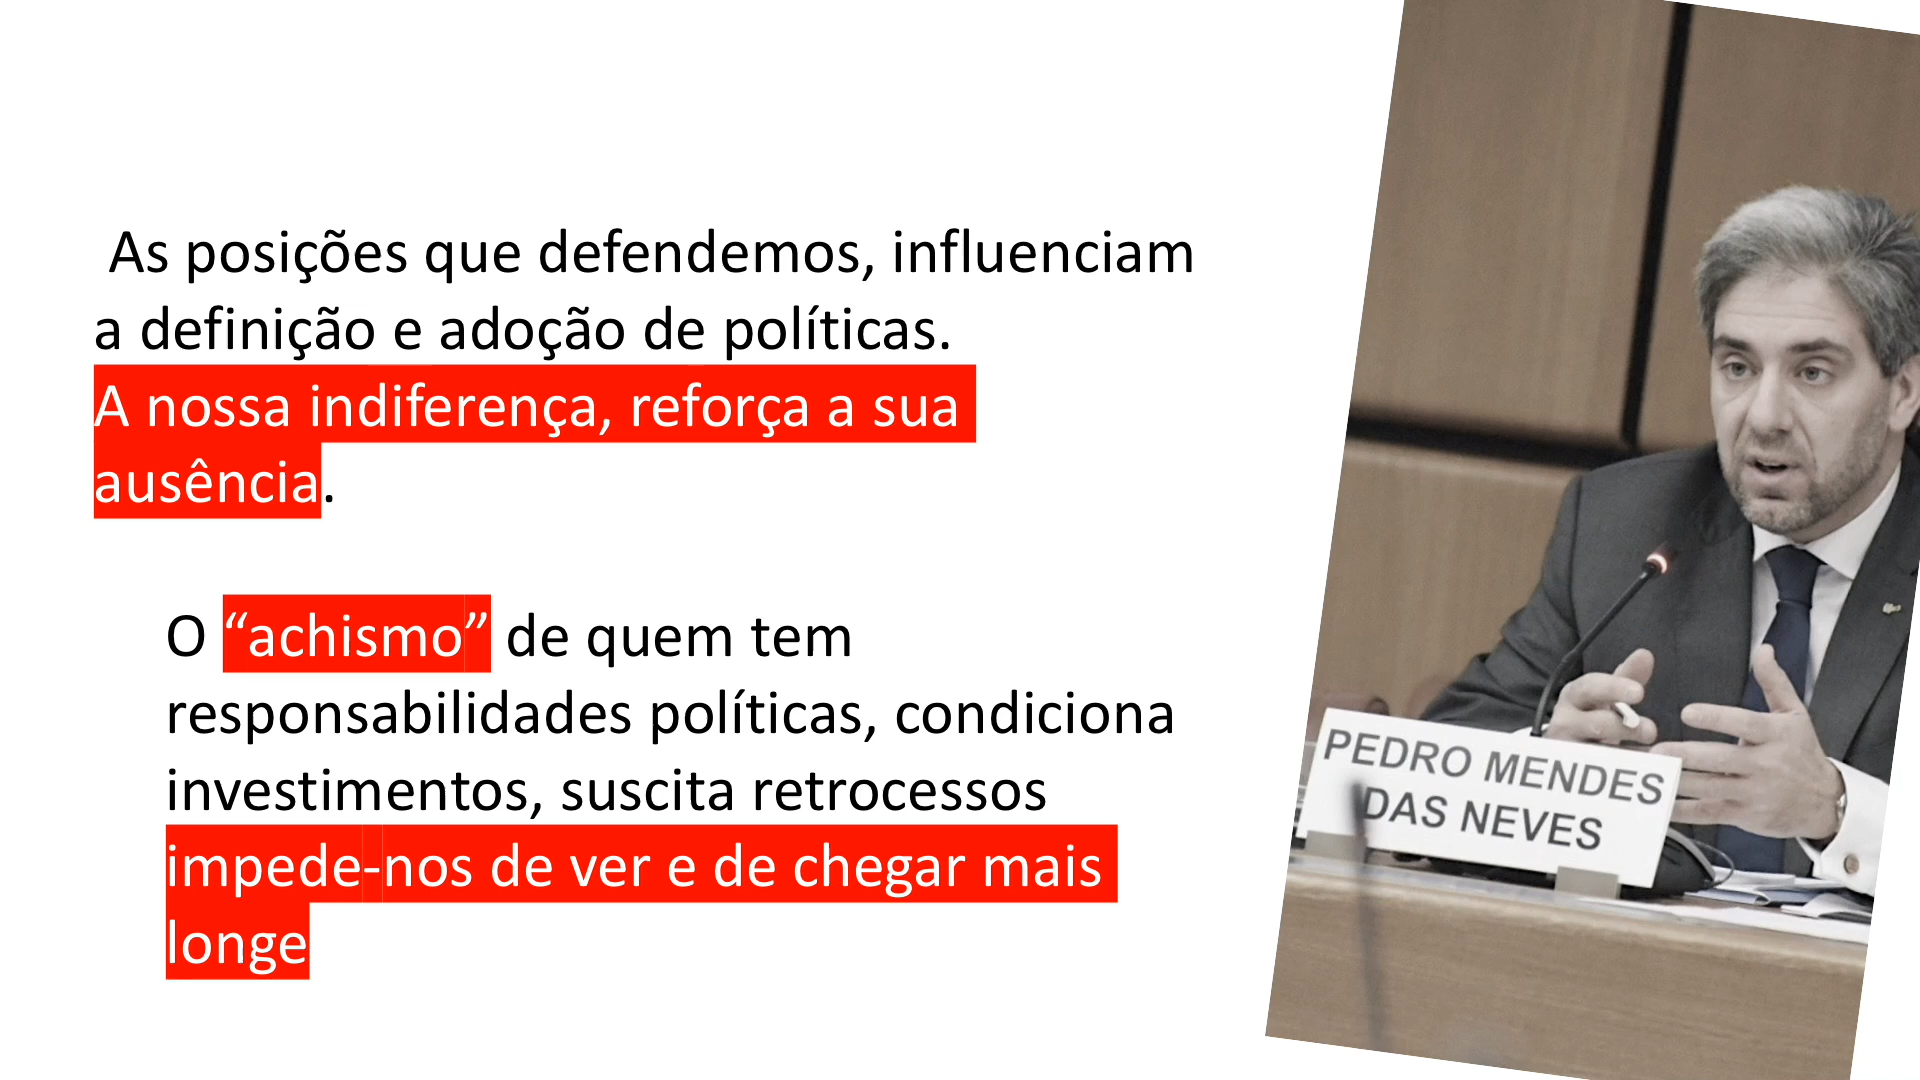 As posições que defendemos, influenciam
a definição e adoção de políticas.
A nossa indiferença, reforça a sua
ausência.
O “achismo” de quem tem
responsabilidades políticas, condiciona
investimentos, suscita retrocessos
impede-nos de ver e de chegar mais
longe
PEDRO MENDES
DAS NEVES